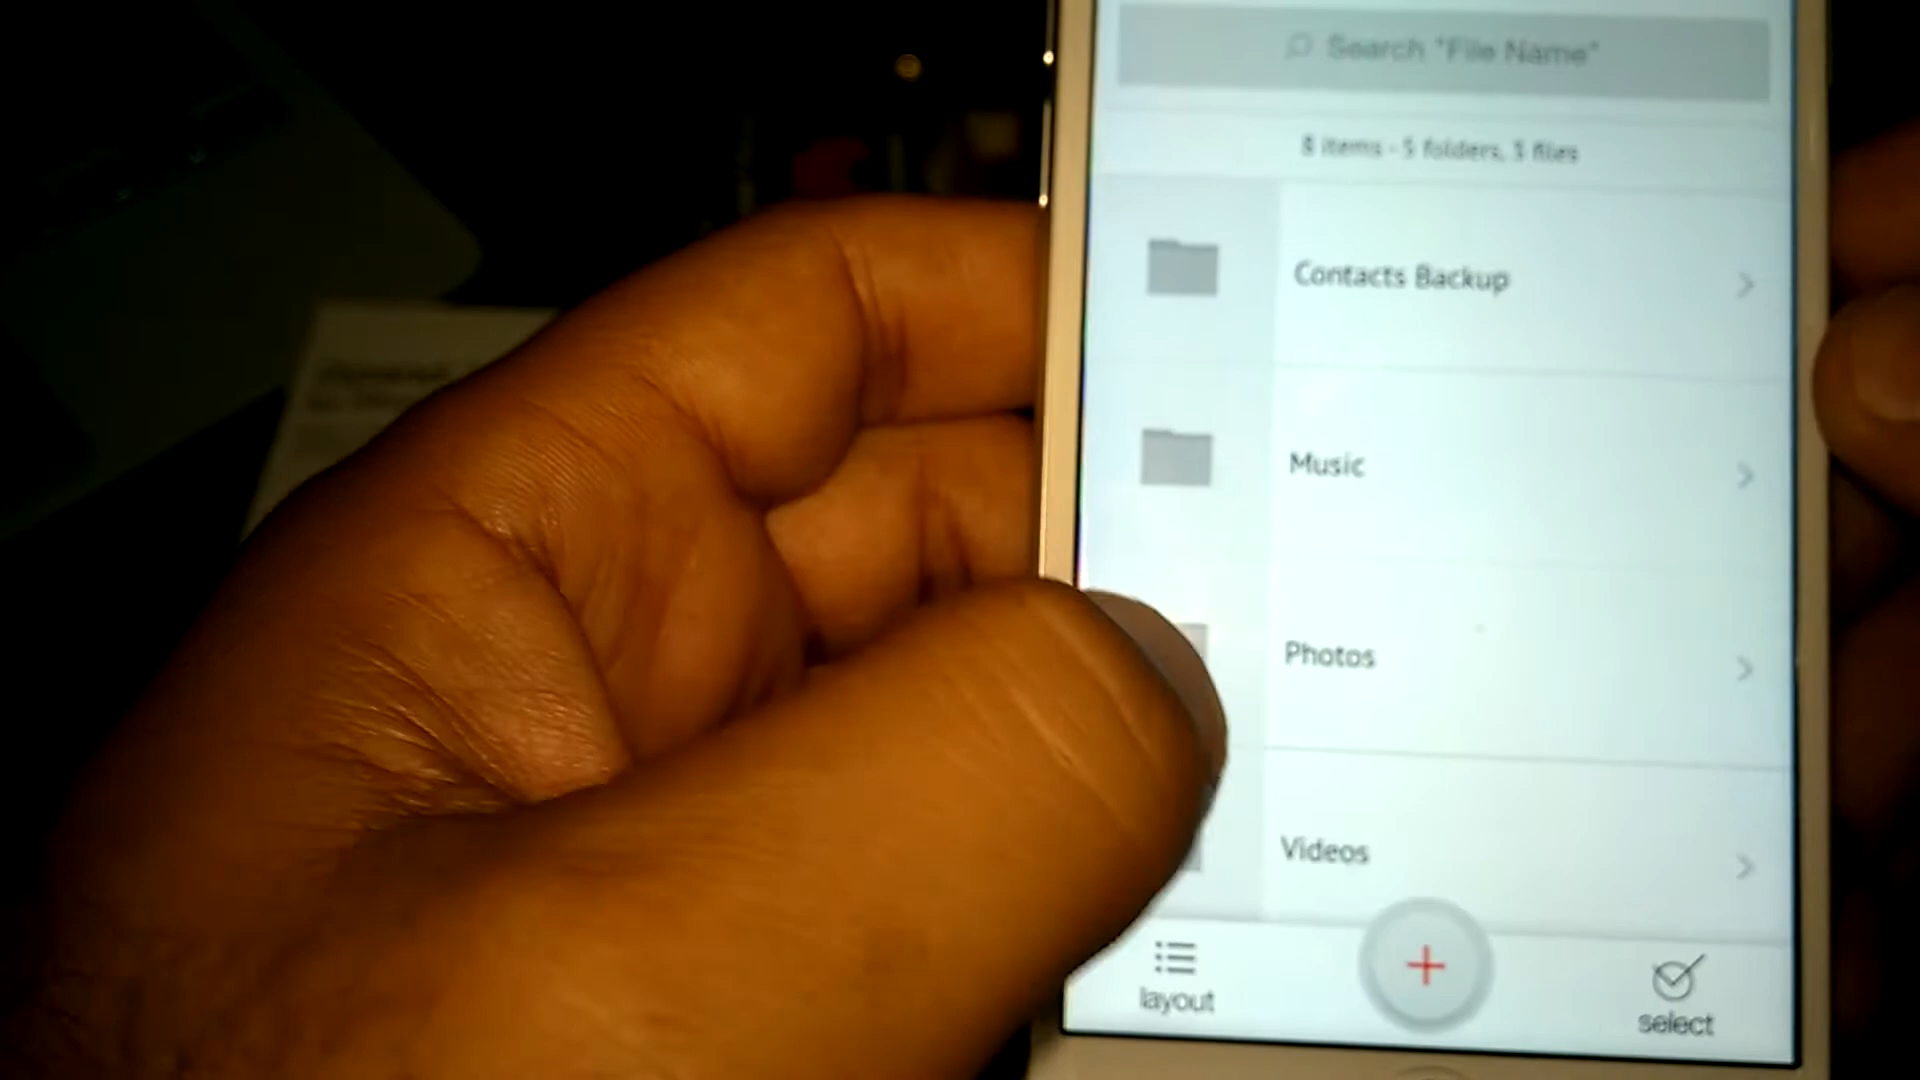 Search "File Name"
8 items - 5 folders, 3 files
Contacts Backup
Music
Photos
Videos
layout
select